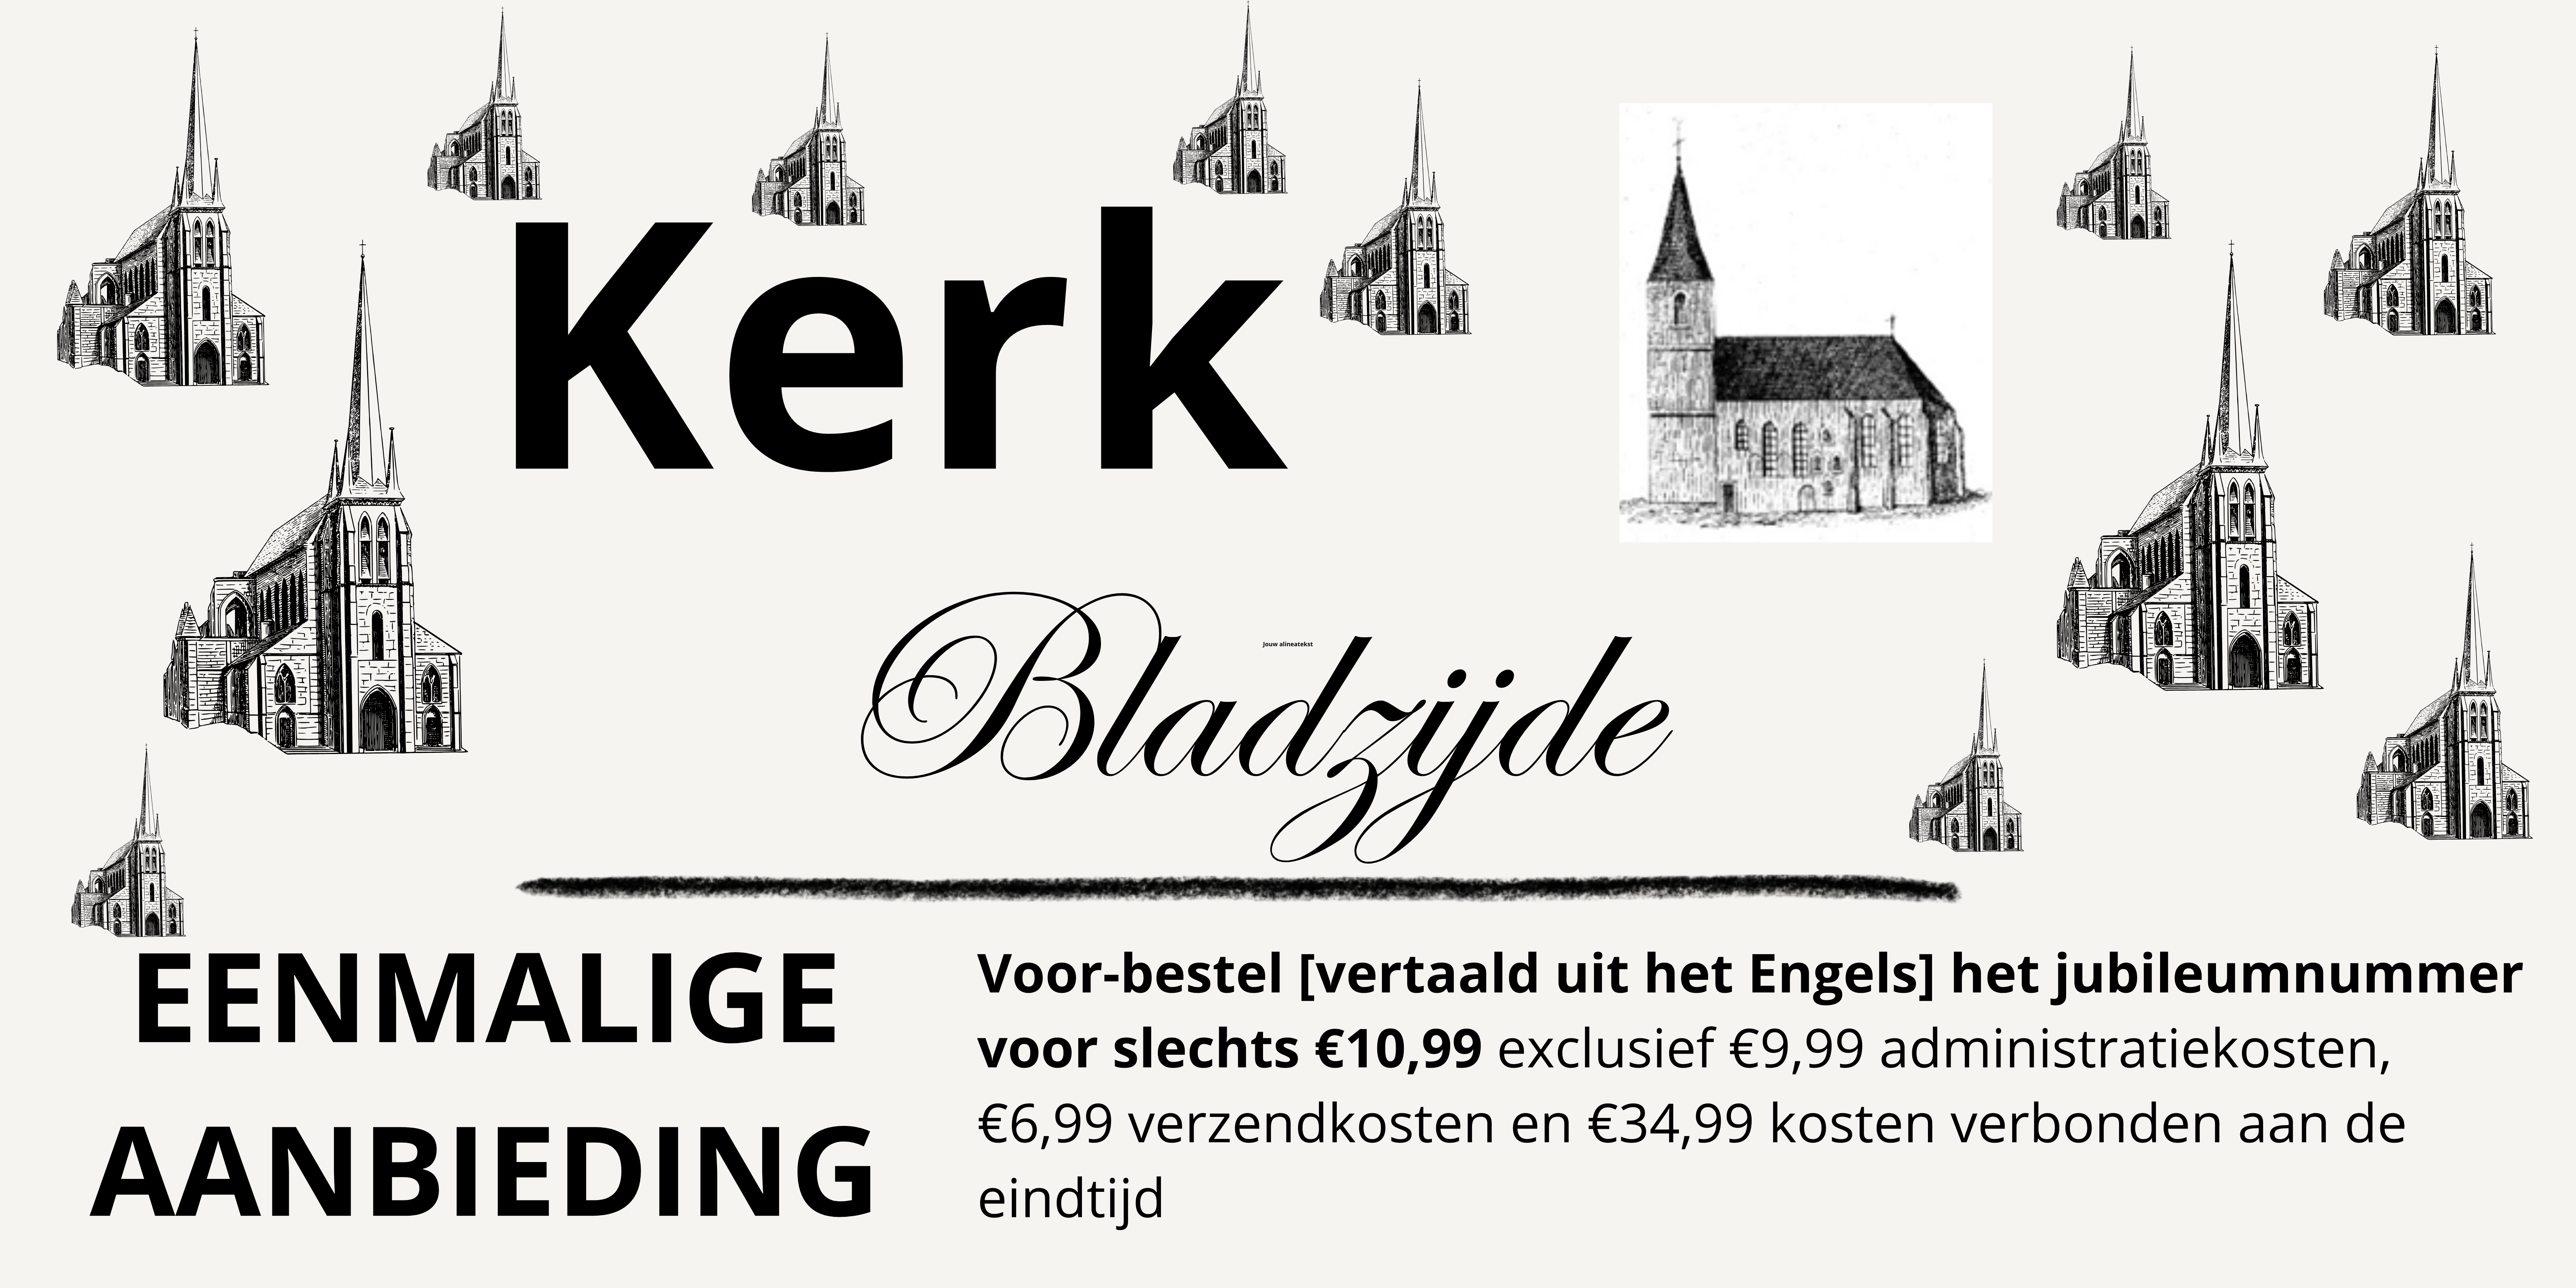 Kerk
Bladzijde
Jouw alineatekst
EENMALIGE
AANBIEDING
Voor-bestel [vertaald uit het Engels] het jubileumnummer
voor slechts €10,99 exclusief €9,99 administratiekosten,
€6,99 verzendkosten en €34,99 kosten verbonden aan de
eindtijd